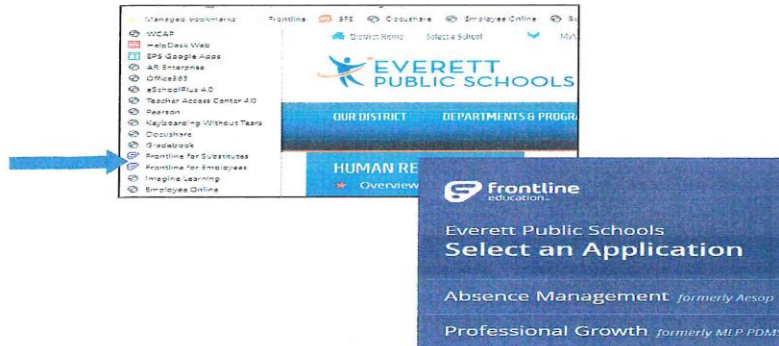 Managed bookmarks
Frontline
EPS
Docushare
Employee Online
WCAP
HelpDesk Web
EPS Google Apps
AR Enterprise
Office365
eSchoolPlus 4.0
Teacher Access Center 4.0
Pearson
Keyboarding Without Tears
Docushare
Gradebook
Frontline for Substitutes
Frontline for Employees
Imagine Learning
Employee Online
District Home
Select a School
EVERETT
PUBLIC SCHOOLS
OUR DISTRICT
DEPARTMENTS & PROGRA
HUMAN RE
Overview
frontline
education™
Everett Public Schools
Select an Application
Absence Management formerly Aesop
Professional Growth formerly MLP PDMS